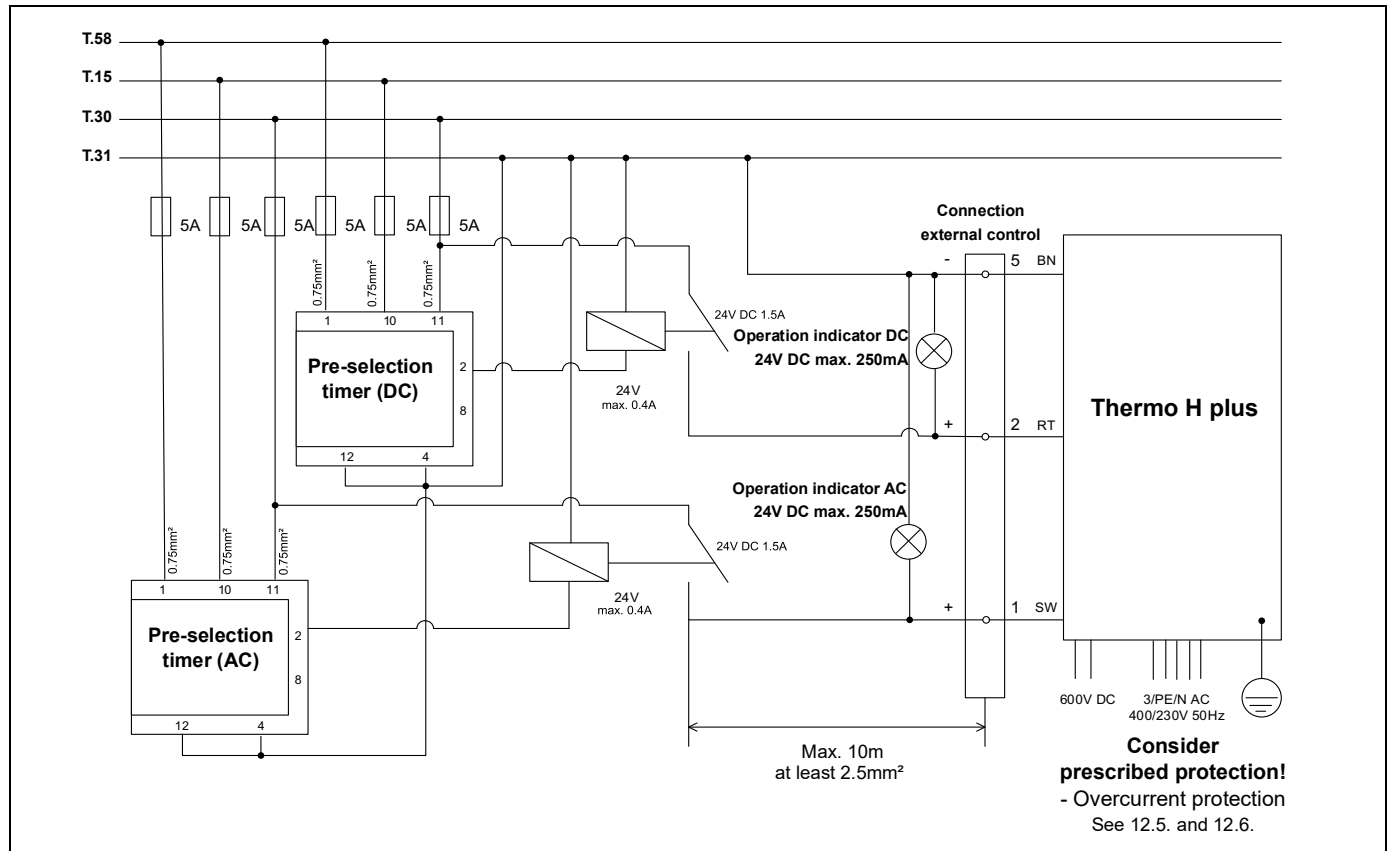 T.58
T.15
T.30
T.31
5A 5A 5A 5A 5A 5A
0.75mm² 0.75mm² 0.75mm²
1 10 11
Pre-selection
timer (DC)
2
8
12 4
24V
max. 0.4A
24V DC 1.5A
Operation indicator DC
24V DC max. 250mA
Connection
external control
- 5 BN
+ 2 RT
Thermo H plus
0.75mm² 0.75mm² 0.75mm²
1 10 11
Pre-selection
timer (AC)
2
8
12 4
24V
max. 0.4A
24V DC 1.5A
Operation indicator AC
24V DC max. 250mA
+ 1 SW
Max. 10m
at least 2.5mm²
600V DC
3/PE/N AC
400/230V 50Hz
Consider
prescribed protection!
- Overcurrent protection
See 12.5. and 12.6.